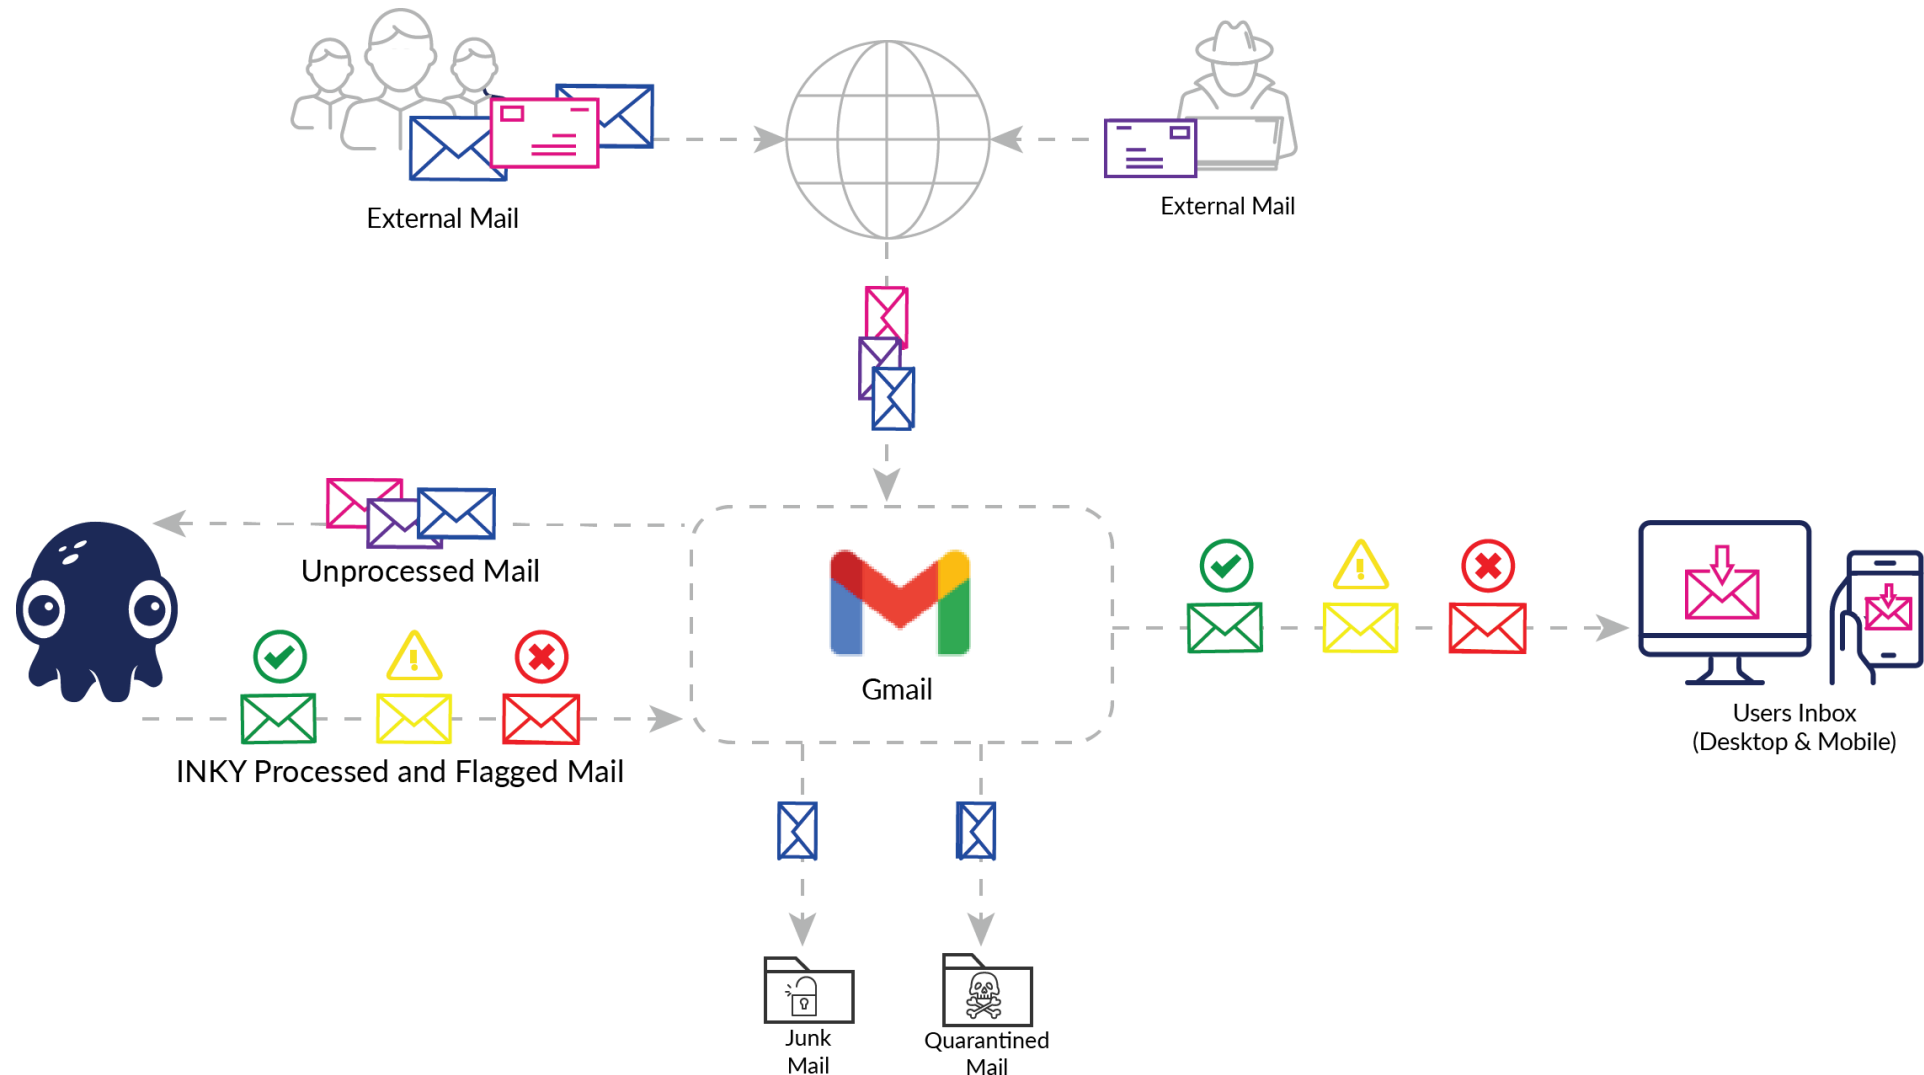 External Mail
External Mail
Unprocessed Mail
INKY Processed and Flagged Mail
Gmail
Users Inbox
(Desktop & Mobile)
Junk
Mail
Quarantined
Mail